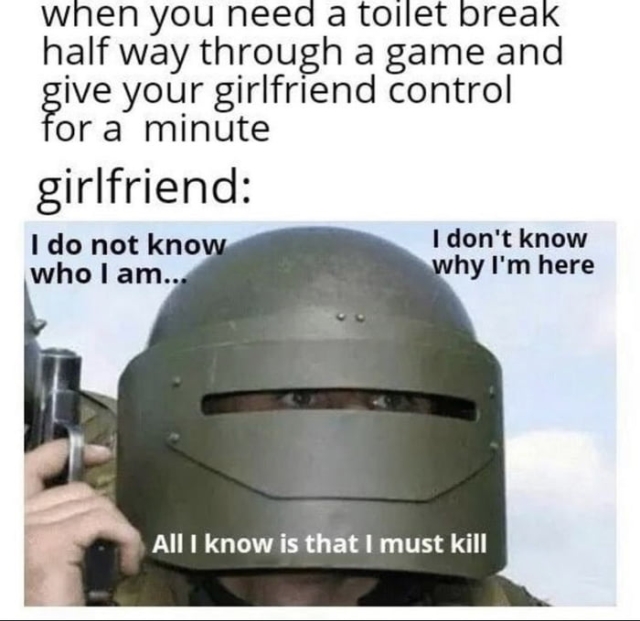 when you need a toilet break
half way through a game and
give your girlfriend control
for a minute
girlfriend:
I do not know
who I am...
I don't know
why I'm here
All I know is that I must kill